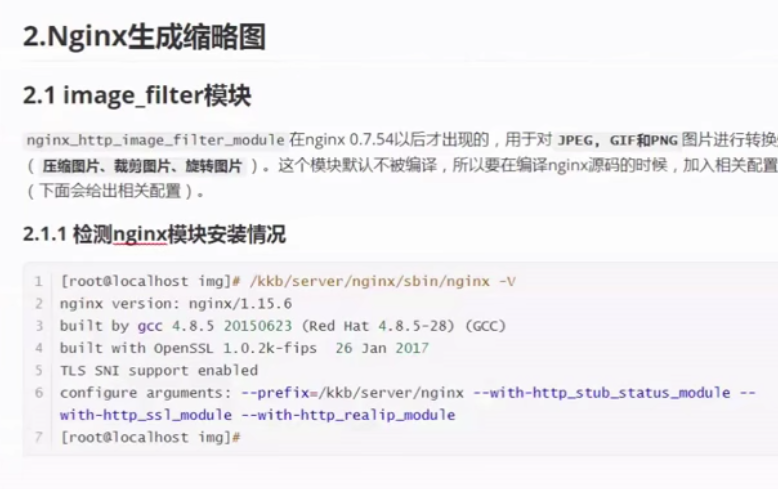 2.Nginx生成缩略图
2.1 image_filter模块
nginx_http_image_filter_module 在nginx 0.7.54以后才出现的，用于对 JPEG，GIF和PNG 图片进行转换
（ 压缩图片、裁剪图片、旋转图片 ）。这个模块默认不被编译，所以要在编译nginx源码的时候，加入相关配置
（下面会给出相关配置）。
2.1.1 检测nginx模块安装情况
1 [root@localhost img]# /kkb/server/nginx/sbin/nginx -V
2 nginx version: nginx/1.15.6
3 built by gcc 4.8.5 20150623 (Red Hat 4.8.5-28) (GCC)
4 built with OpenSSL 1.0.2k-fips  26 Jan 2017
5 TLS SNI support enabled
6 configure arguments: --prefix=/kkb/server/nginx --with-http_stub_status_module --
with-http_ssl_module --with-http_realip_module
7 [root@localhost img]#